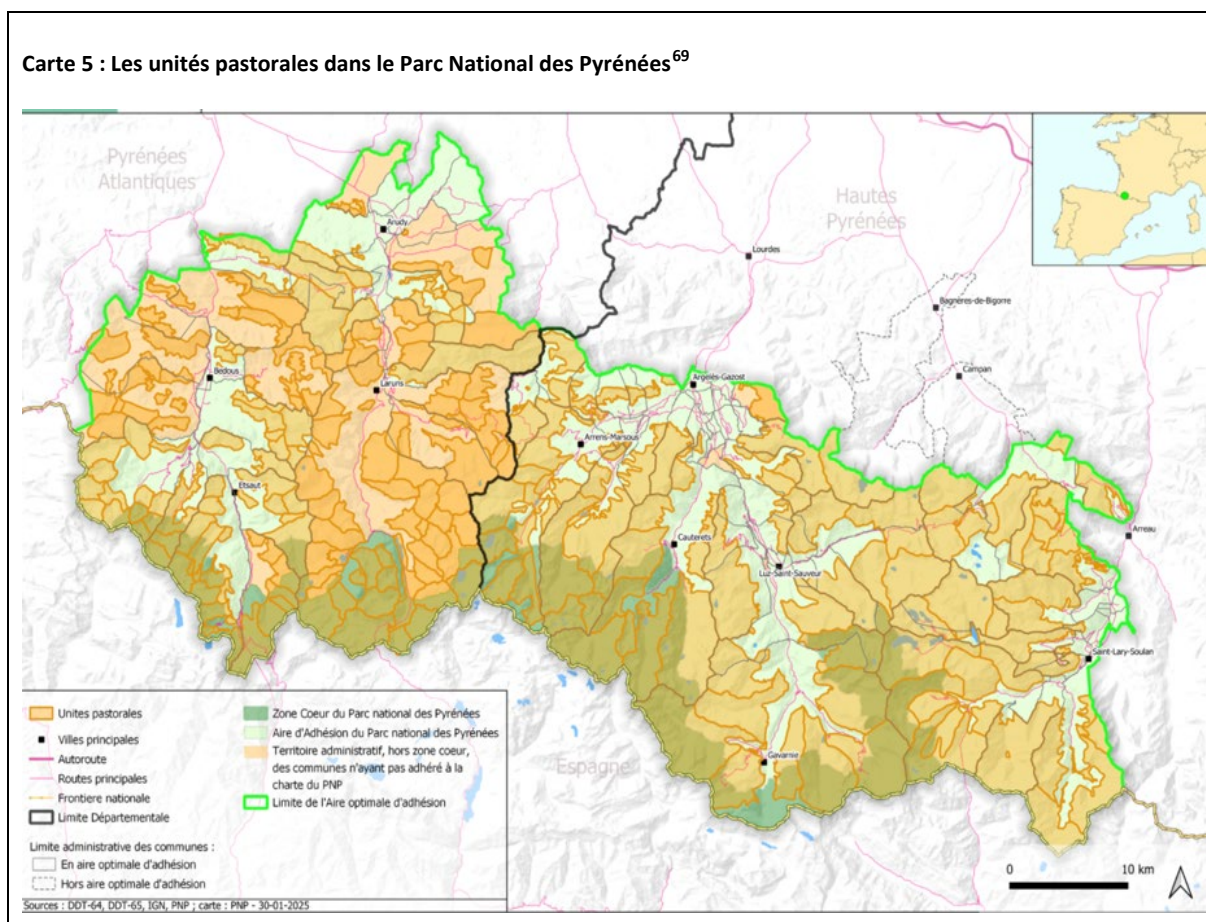 Carte 5 : Les unités pastorales dans le Parc National des Pyrénées69
Pyrénées
Atlantiques
Hautes
Pyrénées
Arudy
Lourdes
Bagnères-de-Bigorre
Bedous
Laruns
Argelès-Gazost
Campan
Arrens-Marsous
Etsaut
Cauterets
Luz-Saint-Sauveur
Arreau
Saint-Lary-Soulan
Gavarnie
Espagne
Unites pastorales
Villes principales
Autoroute
Routes principales
Frontiere nationale
Limite Départementale
Limite administrative des communes :
En aire optimale d'adhésion
Hors aire optimale d'adhésion
Zone Coeur du Parc national des Pyrénées
Aire d'Adhésion du Parc national des Pyrénées
Territoire administratif, hors zone coeur,
des communes n'ayant pas adhéré à la
charte du PNP
Limite de l'Aire optimale d'adhésion
0 10 km
Sources : DDT-64, DDT-65, IGN, PNP ; carte : PNP - 30-01-2025